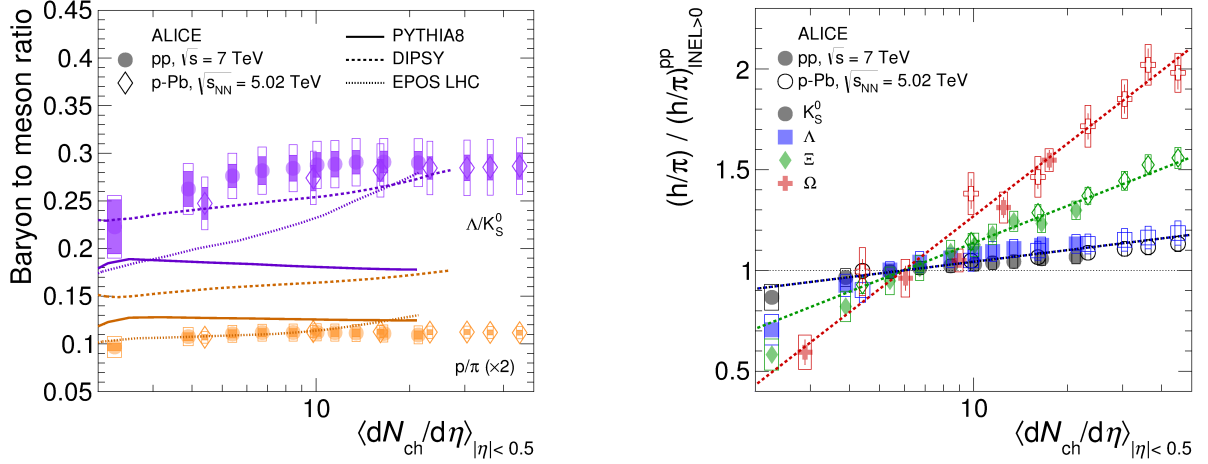 Baryon to meson ratio
0.45
0.4
0.35
0.3
0.25
0.2
0.15
0.1
0.05
ALICE
pp, √s = 7 TeV
p-Pb, √sNN = 5.02 TeV
PYTHIA8
DIPSY
EPOS LHC
Λ/K⁰S
p/π (×2)
10
⟨dNch/dη⟩|η|< 0.5
(h/π) / (h/π)ppINEL>0
2
1.5
1
0.5
ALICE
pp, √s = 7 TeV
p-Pb, √sNN = 5.02 TeV
K⁰S
Λ
Ξ
Ω
10
⟨dNch/dη⟩|η|< 0.5